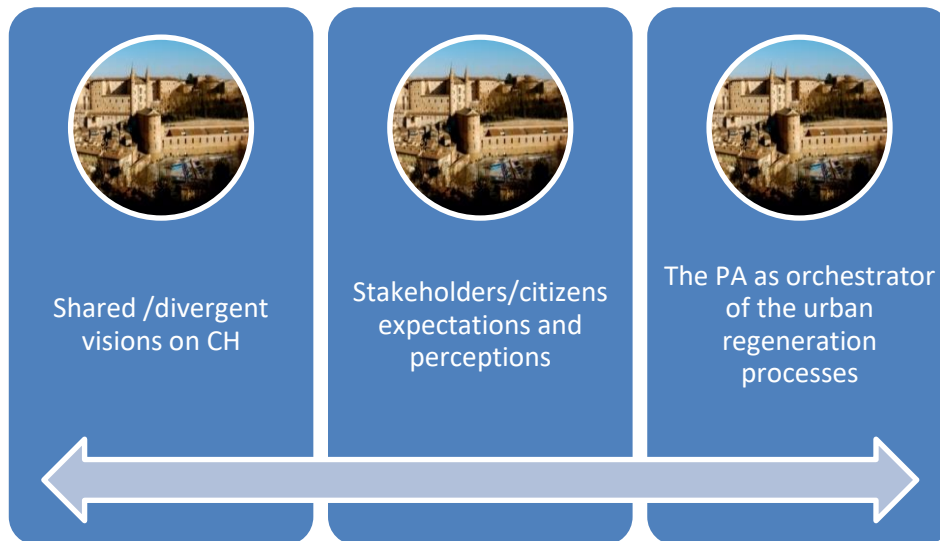 Shared /divergent
visions on CH
Stakeholders/citizens
expectations and
perceptions
The PA as orchestrator
of the urban
regeneration
processes